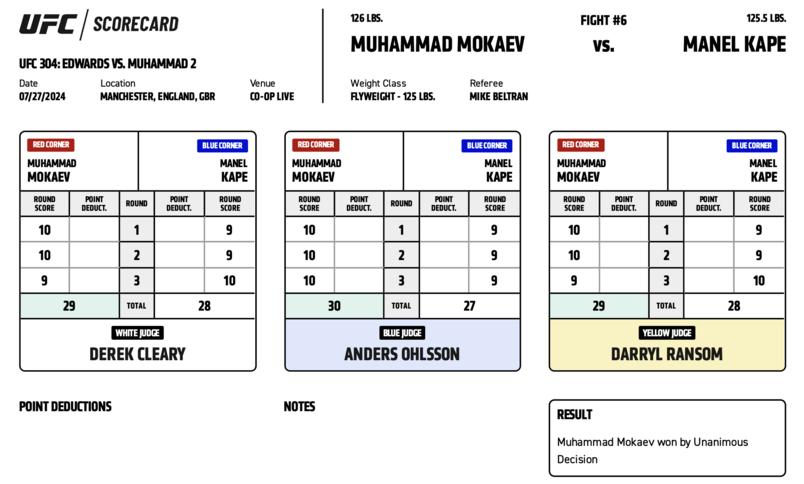 UFC SCORECARD
UFC 304: EDWARDS VS. MUHAMMAD 2
Date Location Venue
07/27/2024 MANCHESTER, ENGLAND, GBR CO-OP LIVE
126 LBS. FIGHT #6 125.5 LBS.
MUHAMMAD MOKAEV VS. MANEL KAPE
Weight Class Referee
FLYWEIGHT - 125 LBS. MIKE BELTRAN
RED CORNER BLUE CORNER
MUHAMMAD MANEL
MOKAEV KAPE
ROUND POINT ROUND POINT ROUND
SCORE DEDUCT. DEDUCT. SCORE
10 1 9
10 2 9
9 3 10
29 TOTAL 28
WHITE JUDGE
DEREK CLEARY
RED CORNER BLUE CORNER
MUHAMMAD MANEL
MOKAEV KAPE
ROUND POINT ROUND POINT ROUND
SCORE DEDUCT. DEDUCT. SCORE
10 1 9
10 2 9
10 3 9
30 TOTAL 27
BLUE JUDGE
ANDERS OHLSSON
RED CORNER BLUE CORNER
MUHAMMAD MANEL
MOKAEV KAPE
ROUND POINT ROUND POINT ROUND
SCORE DEDUCT. DEDUCT. SCORE
10 1 9
10 2 9
9 3 10
29 TOTAL 28
YELLOW JUDGE
DARRYL RANSOM
POINT DEDUCTIONS
NOTES
RESULT
Muhammad Mokaev won by Unanimous
Decision